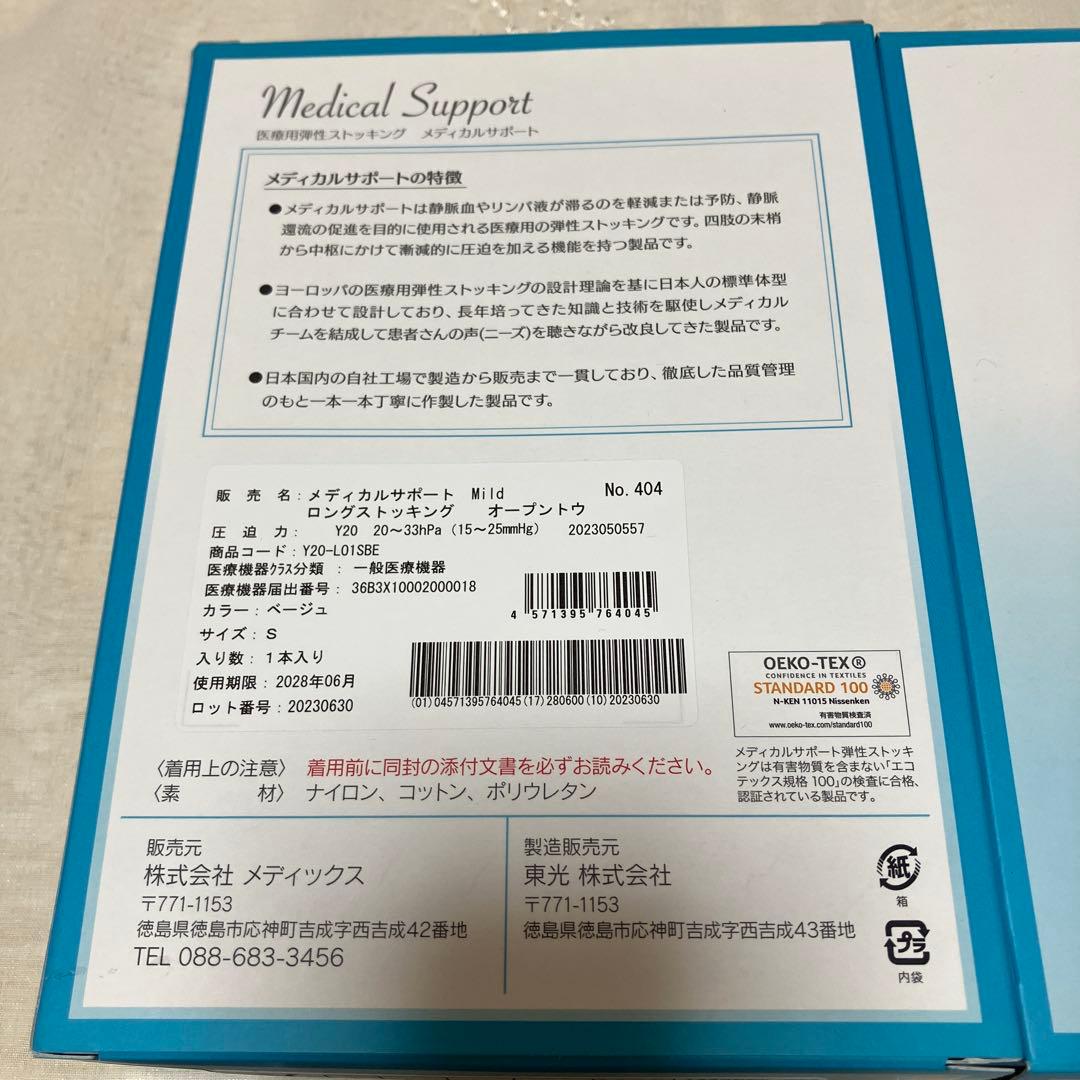 Medical Support
医療用弾性ストッキング メディカルサポート
メディカルサポートの特徴
●メディカルサポートは静脈血やリンパ液が滞るのを軽減または予防、静脈
還流の促進を目的に使用される医療用の弾性ストッキングです。四肢の末梢
から中枢にかけて漸減的に圧迫を加える機能を持つ製品です。
●ヨーロッパの医療用弾性ストッキングの設計理論を基に日本人の標準体型
に合わせて設計しており、長年培ってきた知識と技術を駆使しメディカル
チームを結成して患者さんの声(ニーズ)を聴きながら改良してきた製品です。
●日本国内の自社工場で製造から販売まで一貫しており、徹底した品質管理
のもと一本一本丁寧に作製した製品です。
販 売 名：メディカルサポート Mild No. 404
ロングストッキング オープントウ
圧 迫 力： Y20 20～33hPa（15～25mmHg） 2023050557
商品コード：Y20-L01SBE
医療機器ｸﾗｽ分類 ： 一般医療機器
医療機器届出番号： 36B3X10002000018
カラー：ベージュ
4 571395 764045
サイズ：S
入り数：1本入り
使用期限：2028年06月
(01)04571395764045(17)280600(10)20230630
ロット番号：20230630
OEKO-TEX®
CONFIDENCE IN TEXTILES
STANDARD 100
N-KEN 11015 Nissenken
有害物質検査済
www.oeko-tex.com/standard100
メディカルサポート弾性ストッキ
ングは有害物質を含まない「エコ
テックス規格100」の検査に合格、
認証されている製品です。
〈着用上の注意〉 着用前に同封の添付文書を必ずお読みください。
〈素 材〉 ナイロン、コットン、ポリウレタン
販売元
株式会社 メディックス
〒771-1153
徳島県徳島市応神町吉成字西吉成42番地
TEL 088-683-3456
製造販売元
東光 株式会社
〒771-1153
徳島県徳島市応神町吉成字西吉成43番地
紙
箱
プラ
内袋